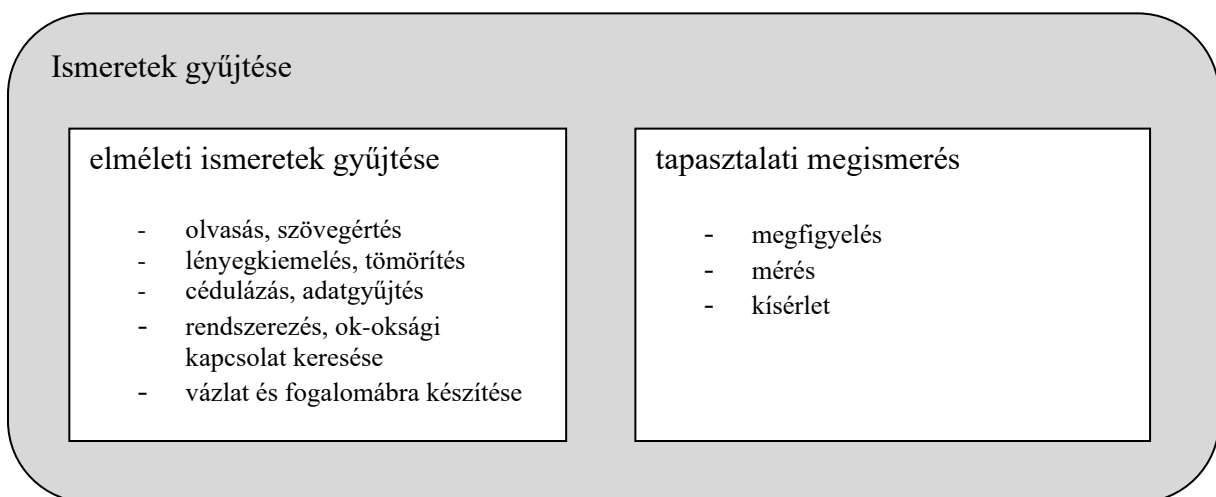 Ismeretek gyűjtése
elméleti ismeretek gyűjtése
- olvasás, szövegértés
- lényegkiemelés, tömörítés
- cédulázás, adatgyűjtés
- rendszerezés, ok-oksági
kapcsolat keresése
- vázlat és fogalomábra készítése
tapasztalati megismerés
- megfigyelés
- mérés
- kísérlet